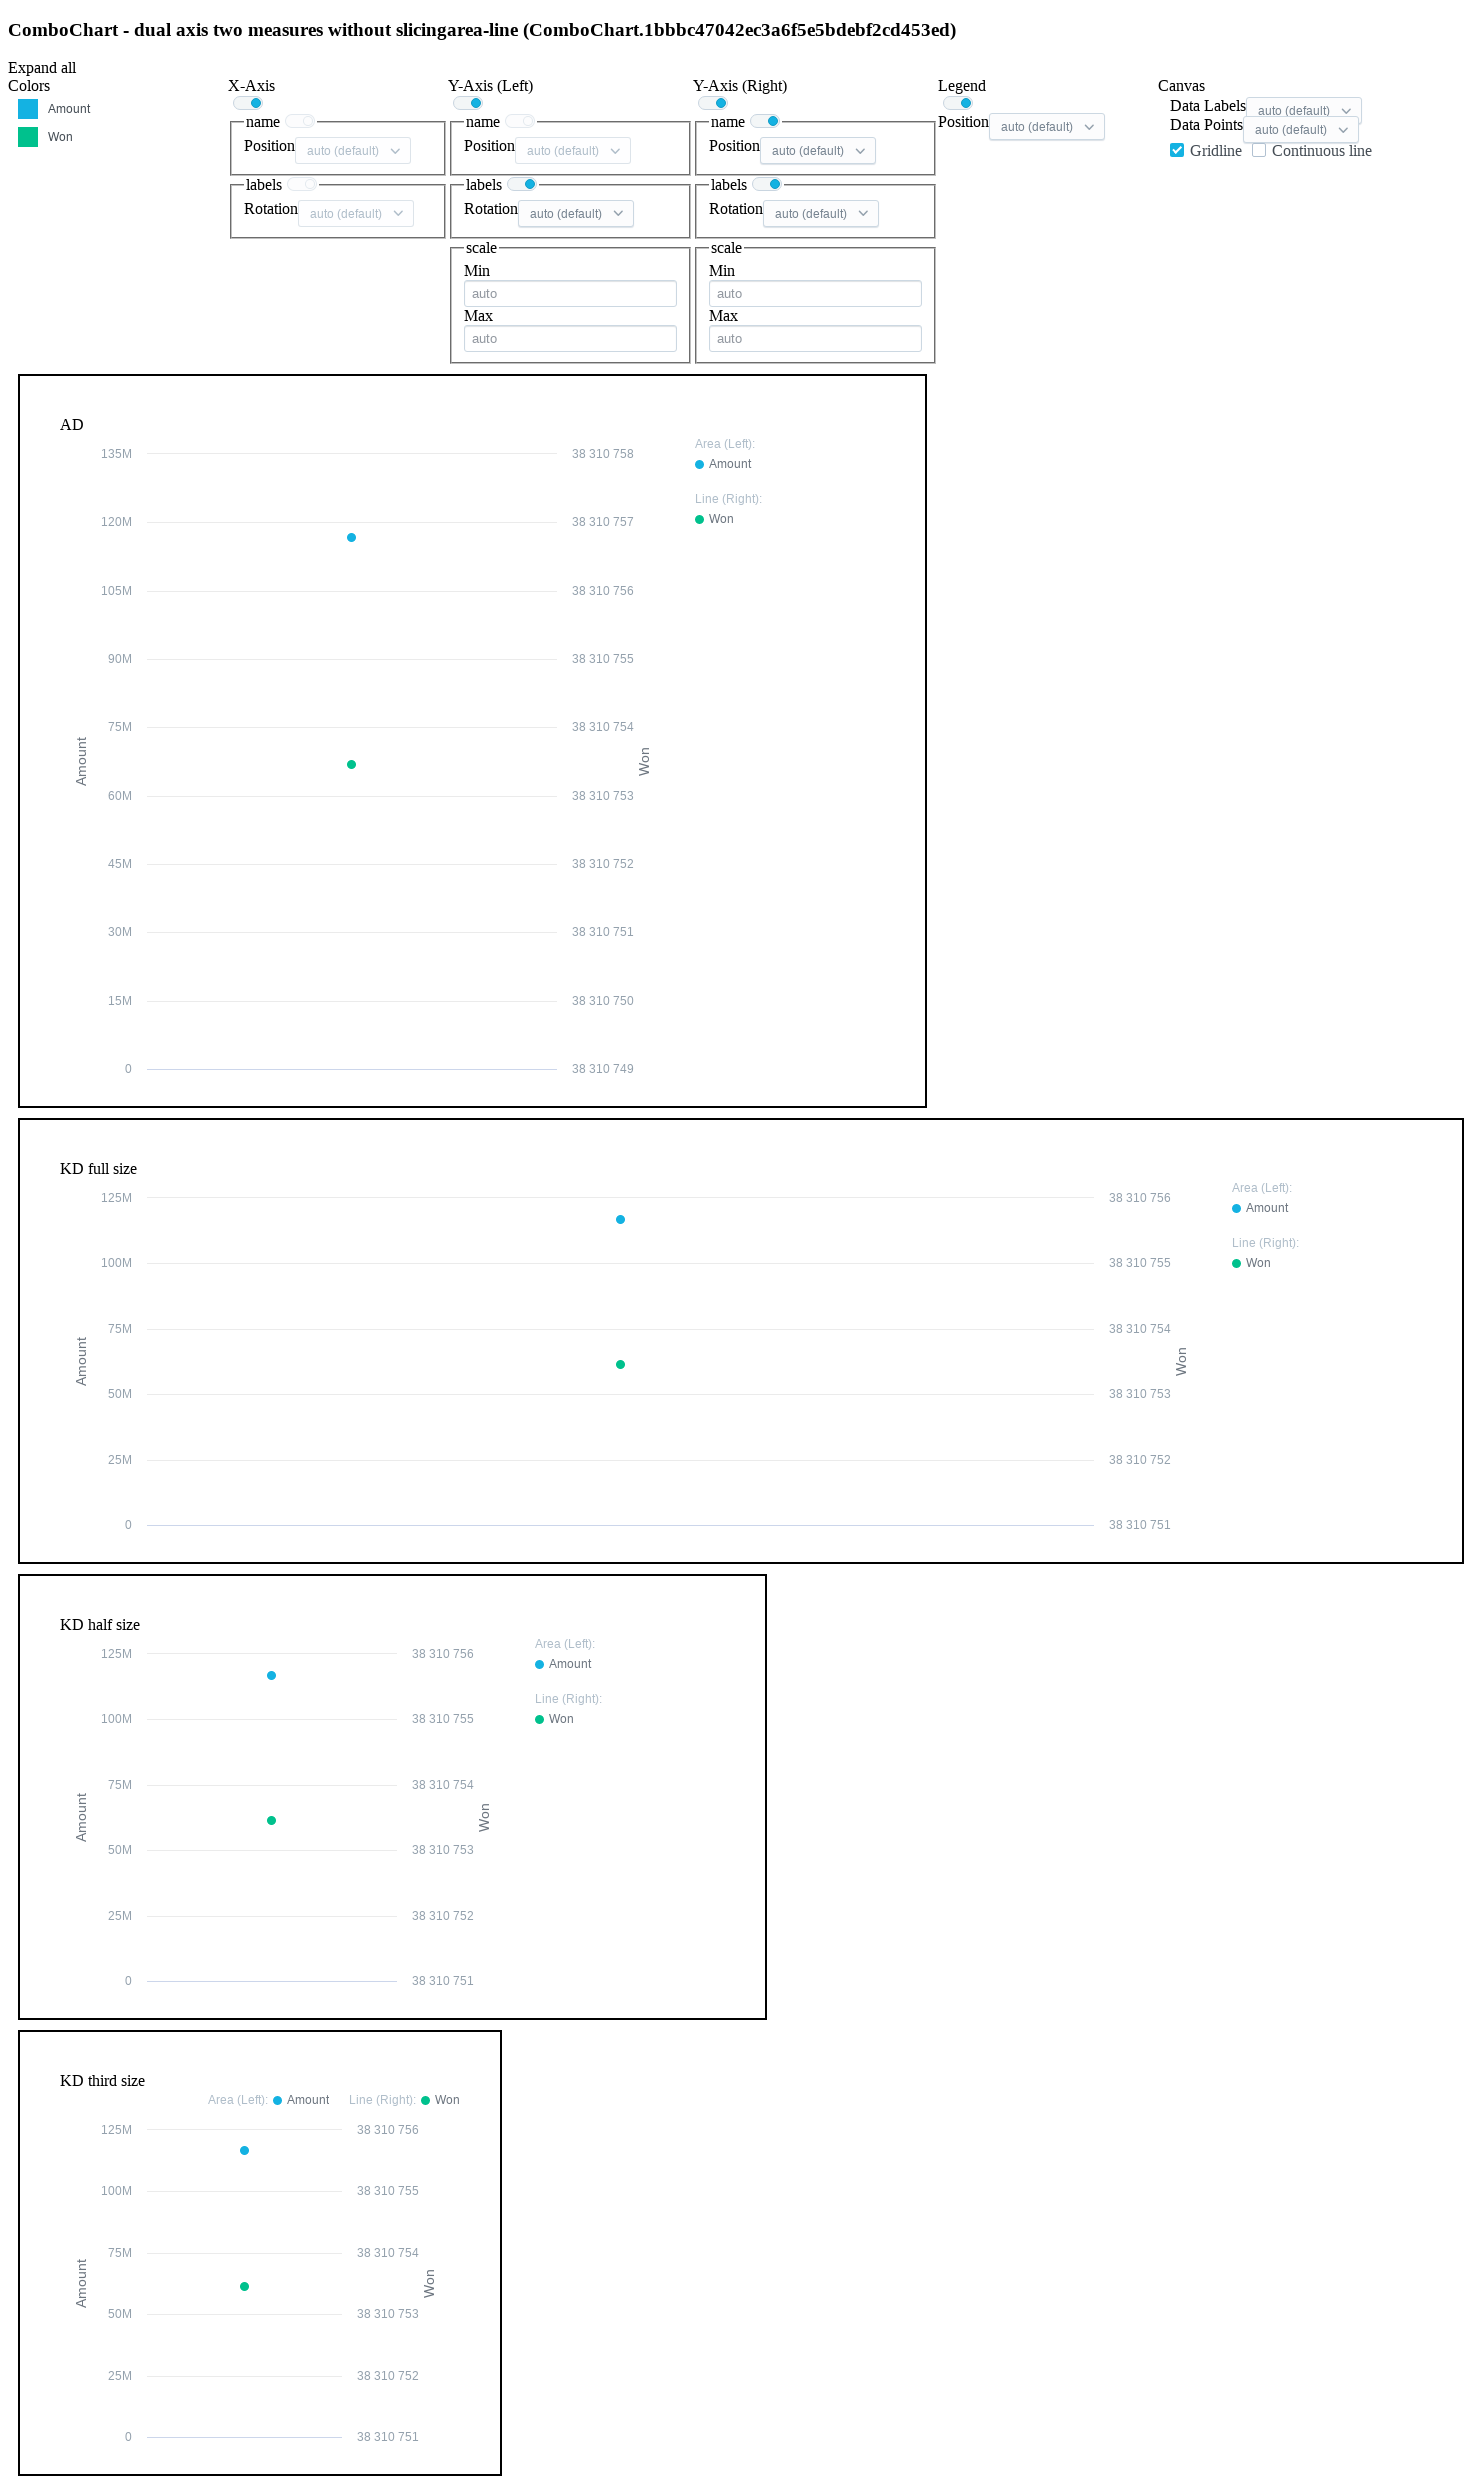 ComboChart - dual axis two measures without slicingarea-line (ComboChart.1bbbc47042ec3a6f5e5bdebf2cd453ed)
Expand all
Colors
Amount
Won
X-Axis
name
Position auto (default)
labels
Rotation auto (default)
Y-Axis (Left)
name
Position auto (default)
labels
Rotation auto (default)
scale
Min
auto
Max
auto
Y-Axis (Right)
name
Position auto (default)
labels
Rotation auto (default)
scale
Min
auto
Max
auto
Legend
Position auto (default)
Canvas
Data Labels auto (default)
Data Points auto (default)
Gridline Continuous line
AD
Area (Left):
Amount
Line (Right):
Won
135M 38 310 758
120M 38 310 757
105M 38 310 756
90M 38 310 755
75M 38 310 754
Amount
Won
60M 38 310 753
45M 38 310 752
30M 38 310 751
15M 38 310 750
0 38 310 749
KD full size
Area (Left):
Amount
Line (Right):
Won
125M 38 310 756
100M 38 310 755
75M 38 310 754
Amount
Won
50M 38 310 753
25M 38 310 752
0 38 310 751
KD half size
Area (Left):
Amount
Line (Right):
Won
125M 38 310 756
100M 38 310 755
75M 38 310 754
Amount
Won
50M 38 310 753
25M 38 310 752
0 38 310 751
KD third size
Area (Left): Amount Line (Right): Won
125M 38 310 756
100M 38 310 755
75M 38 310 754
Amount
Won
50M 38 310 753
25M 38 310 752
0 38 310 751